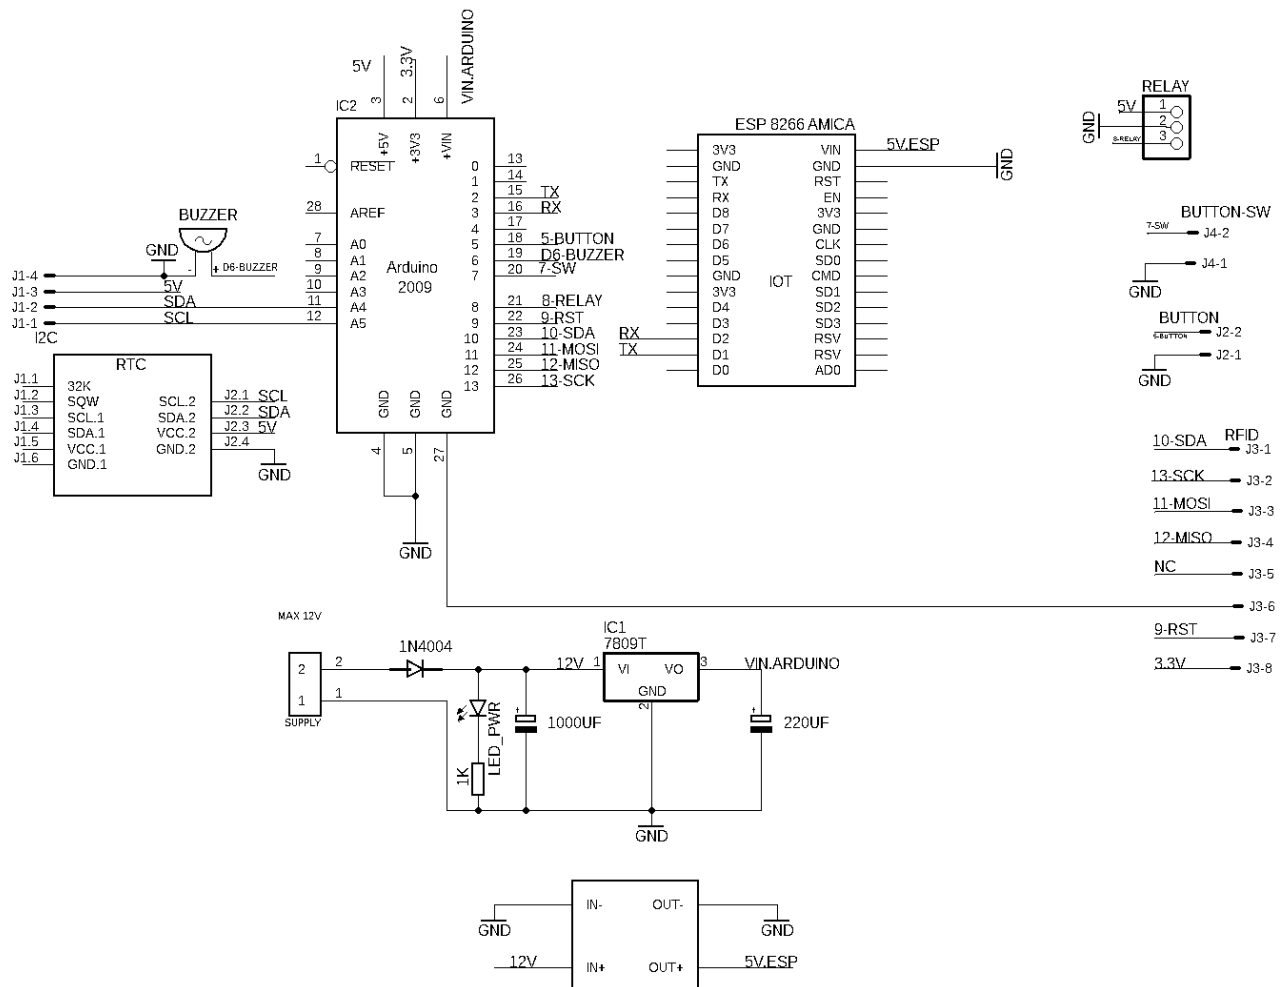 5V
3.3V
VIN.ARDUINO
3
2
6
IC2
+5V
+3V3
+VIN
1
RESET
28
AREF
7
A0
8
A1
9
A2
10
A3
11
A4
12
A5
Arduino
2009
0
13
1
14
2
15
TX
3
16
RX
4
17
5
18
5-BUTTON
6
19
D6-BUZZER
7
20
7-SW
8
21
8-RELAY
9
22
9-RST
10
23
10-SDA
11
24
11-MOSI
12
25
12-MISO
13
26
13-SCK
GND
GND
GND
4
5
27
GND
BUZZER
GND
-
+
D6-BUZZER
J1-4
J1-3
5V
J1-2
SDA
J1-1
SCL
I2C
RTC
J1.1
32K
J1.2
SQW
J1.3
SCL.1
J1.4
SDA.1
J1.5
VCC.1
J1.6
GND.1
SCL.2
J2.1
SCL
SDA.2
J2.2
SDA
VCC.2
J2.3
5V
GND.2
J2.4
GND
ESP 8266 AMICA
3V3
GND
TX
RX
D8
D7
D6
D5
GND
3V3
D4
D3
RX
D2
TX
D1
D0
IOT
VIN
5V.ESP
GND
GND
RST
EN
3V3
GND
CLK
SD0
CMD
SD1
SD2
SD3
RSV
RSV
AD0
RELAY
5V
1
GND
2
8-RELAY
3
BUTTON-SW
7-SW
J4-2
J4-1
GND
BUTTON
5-BUTTON
J2-2
J2-1
GND
RFID
10-SDA
J3-1
13-SCK
J3-2
11-MOSI
J3-3
12-MISO
J3-4
NC
J3-5
J3-6
9-RST
J3-7
3.3V
J3-8
MAX 12V
2
2
1
1
SUPPLY
1N4004
LED_PWR
1K
+
1000UF
12V
IC1
7809T
1
VI
VO
3
GND
2
VIN.ARDUINO
+
220UF
GND
IN-
OUT-
GND
GND
12V
IN+
OUT+
5V.ESP